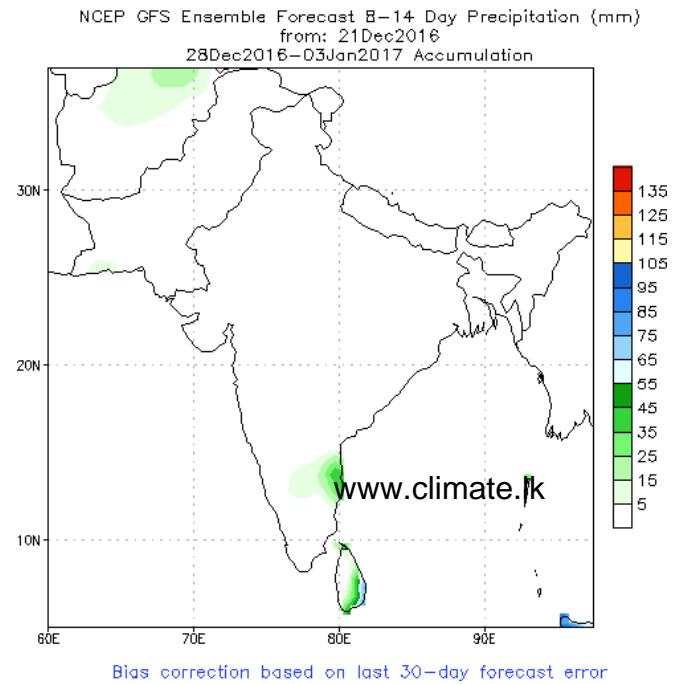 NCEP GFS Ensemble Forecast 8-14 Day Precipitation (mm)
from: 21Dec2016
28Dec2016-03Jan2017 Accumulation
30N
20N
10N
60E 70E 80E 90E
135
125
115
105
95
85
75
65
55
45
35
25
15
5
www.climate.lk
Bias correction based on last 30-day forecast error